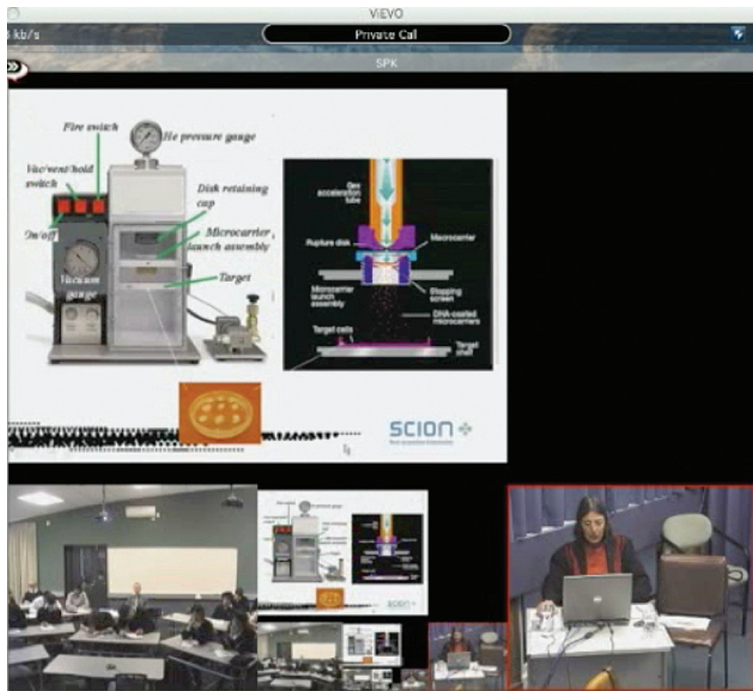 ViEVO
kb/s
Private Call
SPK
Fire switch
He pressure gauge
Vac/vent/hold
switch
Disk retaining
cap
On/off
Microcarrier
launch assembly
Vacuum
gauge
Target
Gas
acceleration
tube
Rupture disk
Macrocarrier
Microcarrier
launch
assembly
Stopping
screen
DNA-coated
microcarriers
Target cells
Target
shelf
SCION